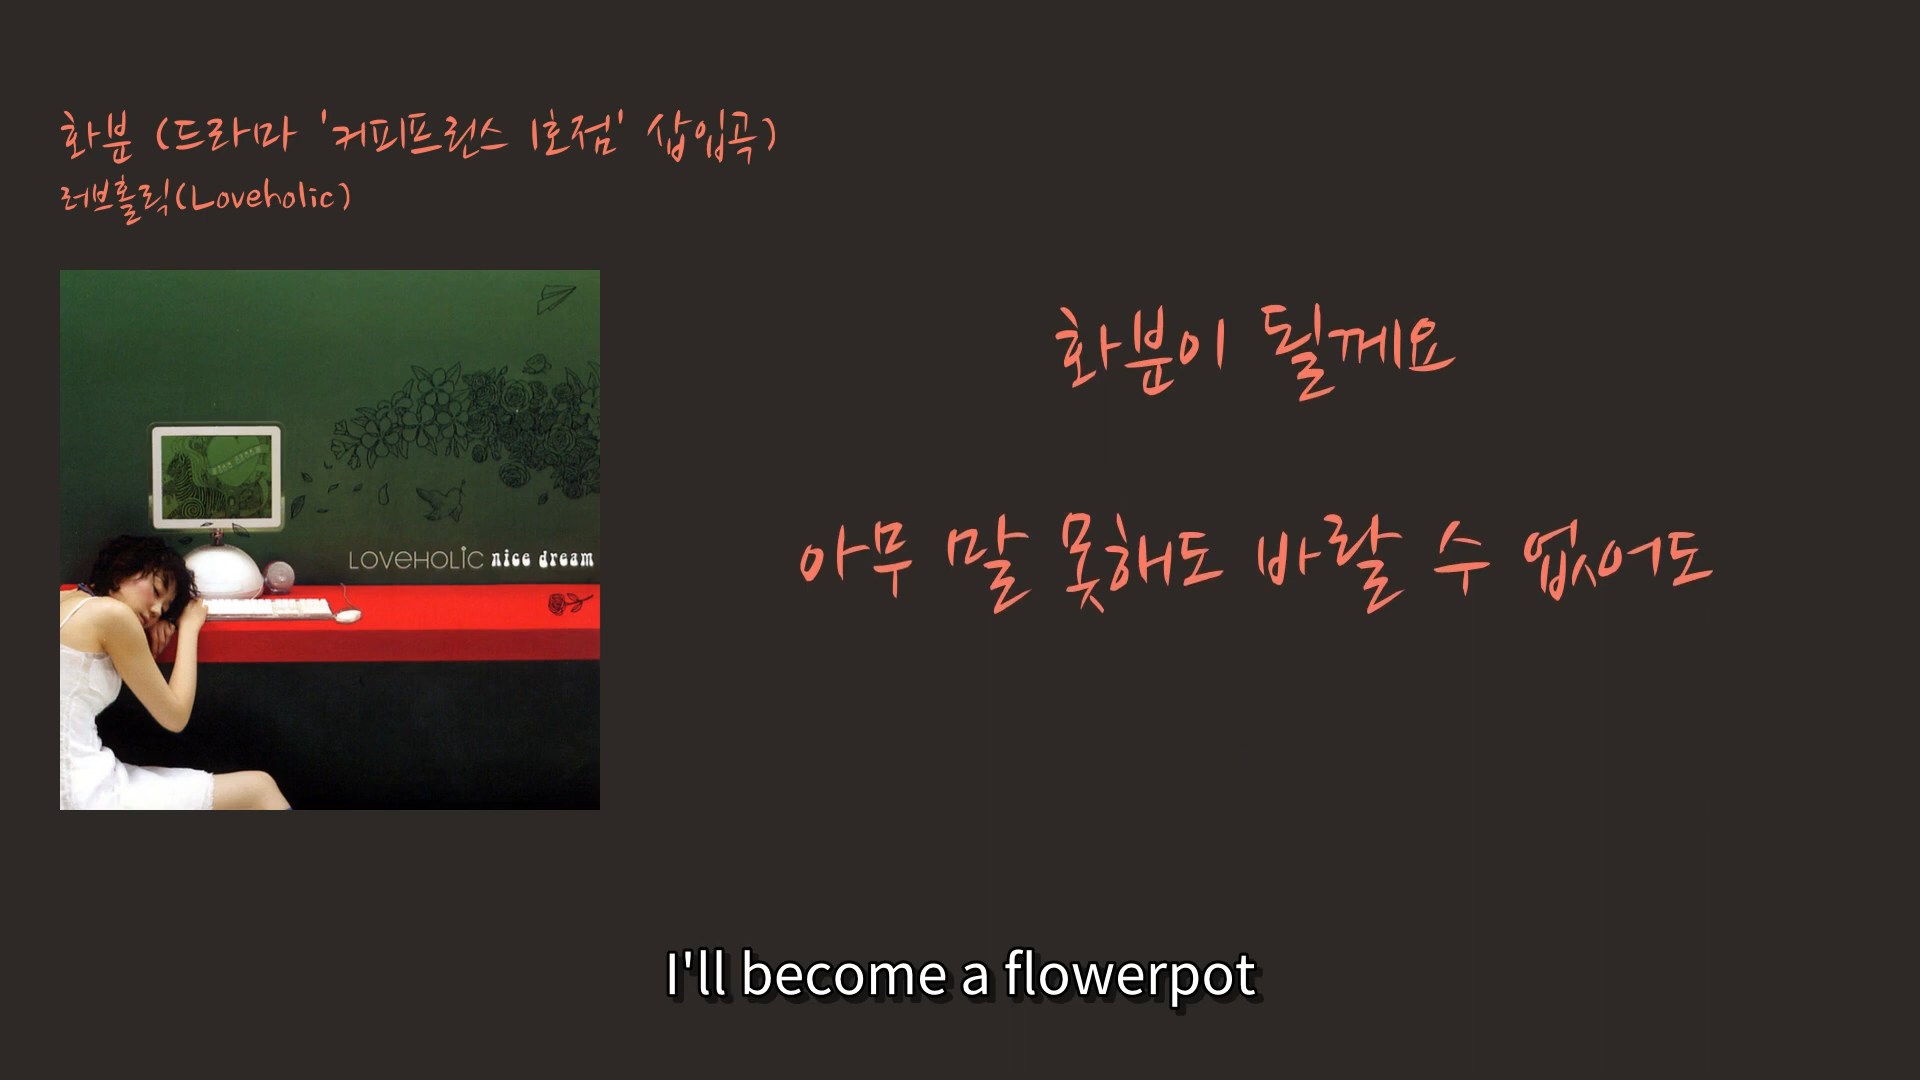 화분 (드라마 '커피프린스 1호점' 삽입곡)
러브홀릭(Loveholic)
LOVEHOLIC nice dream
화분이 될께요
아무 말 못해도 바랄 수 없어도
I'll become a flowerpot